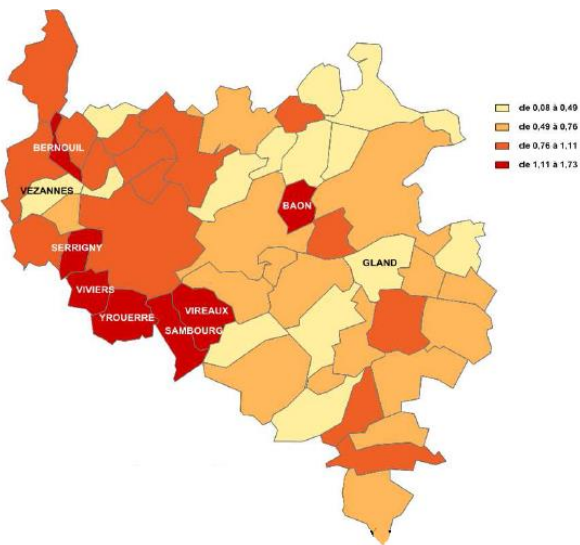 de 0,08 à 0,49
de 0,49 à 0,76
de 0,76 à 1,11
de 1,11 à 1,73
BERNOUIL
VEZANNES
BAON
SERRIGNY
GLAND
VIVIERS
YROUERRE
VIREAUX
SAMBOURG